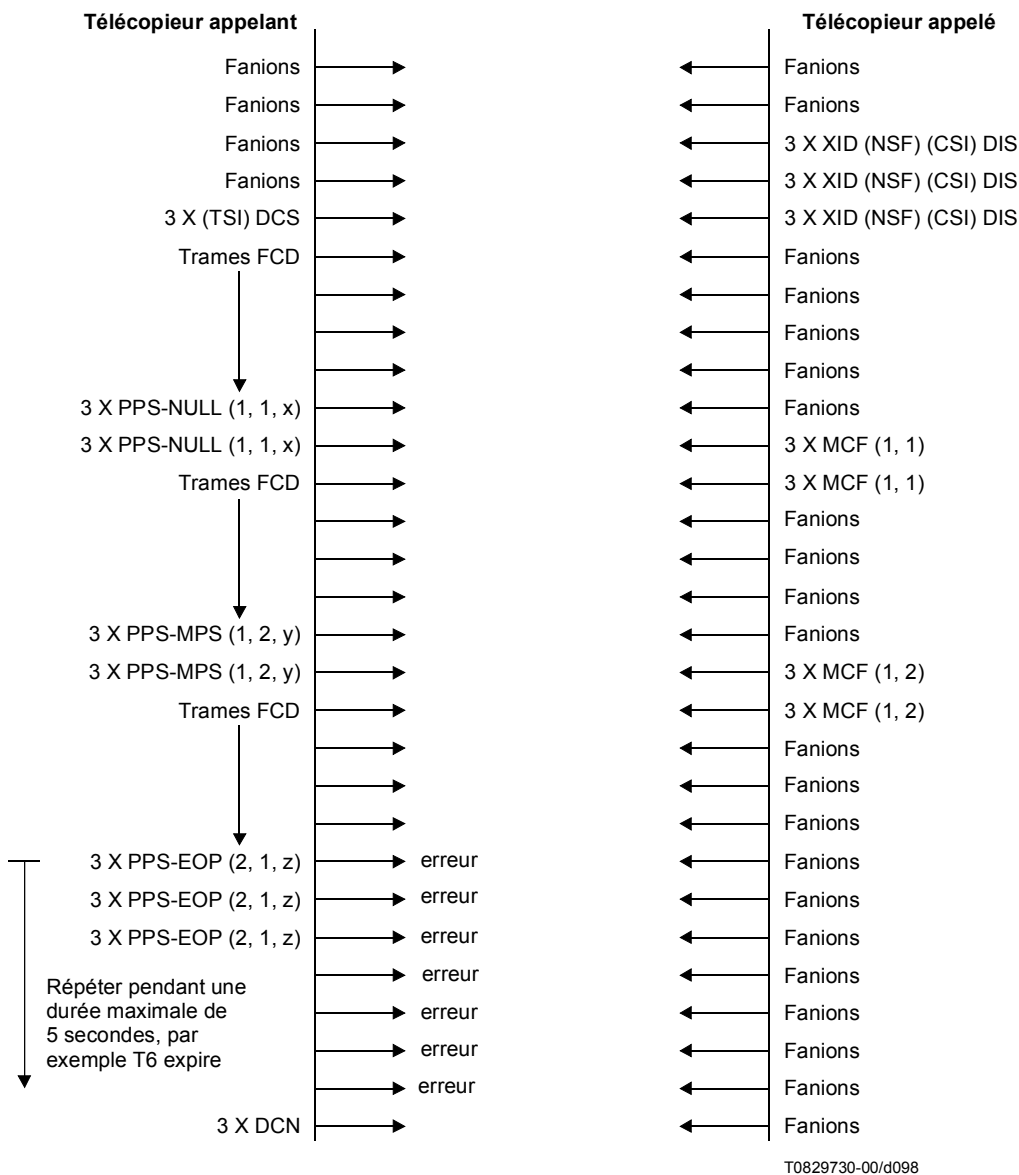 Télécopieur appelant Télécopieur appelé
Fanions Fanions
Fanions Fanions
Fanions 3 X XID (NSF) (CSI) DIS
Fanions 3 X XID (NSF) (CSI) DIS
3 X (TSI) DCS 3 X XID (NSF) (CSI) DIS
Trames FCD Fanions
Fanions
Fanions
Fanions
3 X PPS-NULL (1, 1, x) Fanions
3 X PPS-NULL (1, 1, x) 3 X MCF (1, 1)
Trames FCD 3 X MCF (1, 1)
Fanions
Fanions
Fanions
3 X PPS-MPS (1, 2, y) Fanions
3 X PPS-MPS (1, 2, y) 3 X MCF (1, 2)
Trames FCD 3 X MCF (1, 2)
Fanions
Fanions
Fanions
3 X PPS-EOP (2, 1, z) erreur Fanions
3 X PPS-EOP (2, 1, z) erreur Fanions
3 X PPS-EOP (2, 1, z) erreur Fanions
erreur Fanions
Répéter pendant une
durée maximale de erreur Fanions
5 secondes, par
exemple T6 expire erreur Fanions
erreur Fanions
3 X DCN Fanions
T0829730-00/d098